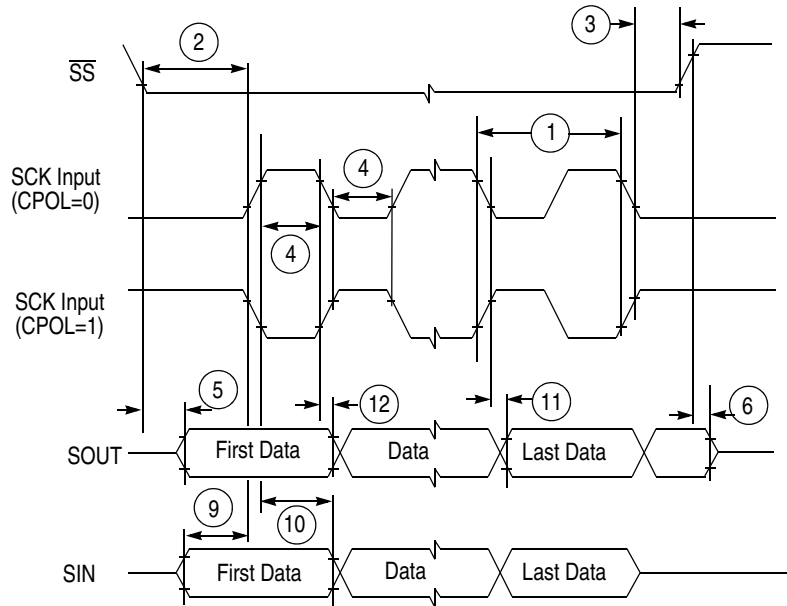 2
3
SS
1
SCK Input
(CPOL=0)
4
4
SCK Input
(CPOL=1)
5
12
11
6
SOUT
First Data
Data
Last Data
9
10
SIN
First Data
Data
Last Data